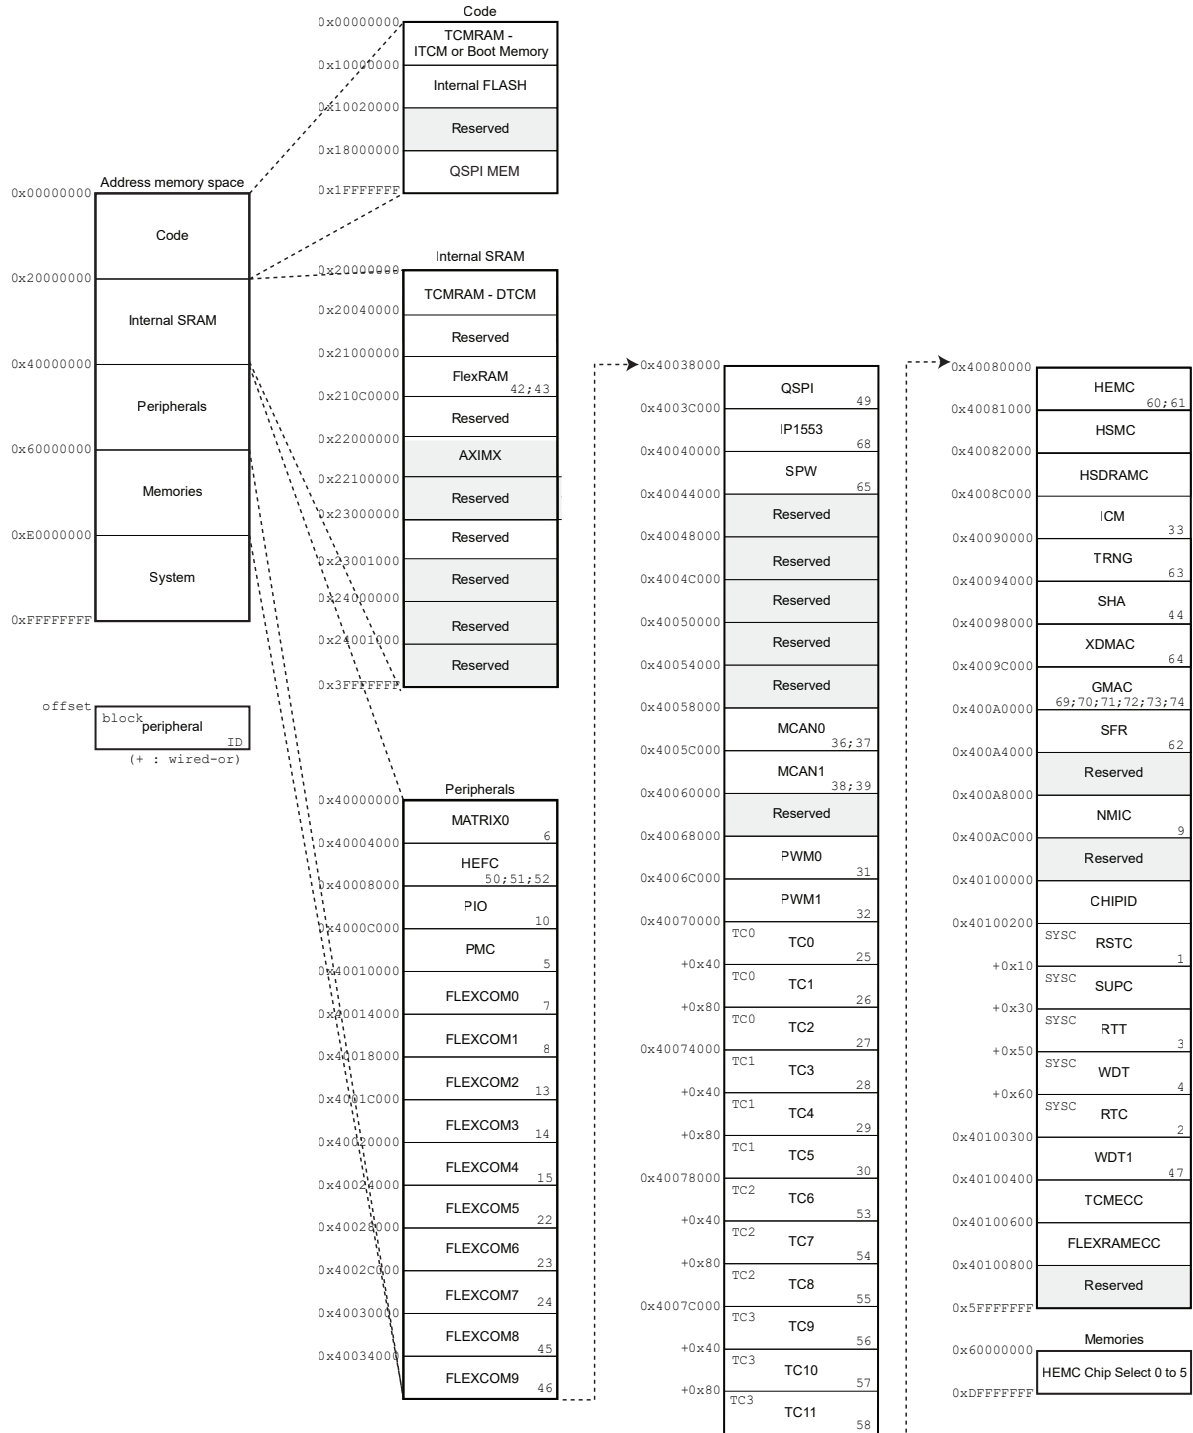 Code
0x00000000
TCMRAM -
ITCM or Boot Memory
0x10000000
Internal FLASH
0x10020000
Reserved
0x18000000
QSPI MEM
0x1FFFFFFF
Address memory space
0x00000000
Code
0x20000000
Internal SRAM
0x40000000
Peripherals
0x60000000
Memories
0xE0000000
System
0xFFFFFFFF
offset
block
peripheral
ID
(+ : wired-or)
Internal SRAM
0x20000000
TCMRAM - DTCM
0x20040000
Reserved
0x21000000
FlexRAM
42;43
0x210C0000
Reserved
0x22000000
AXIMX
0x22100000
Reserved
0x23000000
Reserved
0x23001000
Reserved
0x24000000
Reserved
0x24001000
Reserved
0x3FFFFFFF
Peripherals
0x40000000
MATRIX0
6
0x40004000
HEFC
50;51;52
0x40008000
PIO
10
0x4000C000
PMC
5
0x40010000
FLEXCOM0
7
0x40014000
FLEXCOM1
8
0x40018000
FLEXCOM2
13
0x4001C000
FLEXCOM3
14
0x40020000
FLEXCOM4
15
0x40024000
FLEXCOM5
22
0x40028000
FLEXCOM6
23
0x4002C000
FLEXCOM7
24
0x40030000
FLEXCOM8
45
0x40034000
FLEXCOM9
46
0x40038000
QSPI
49
0x4003C000
IP1553
68
0x40040000
SPW
65
0x40044000
Reserved
0x40048000
Reserved
0x4004C000
Reserved
0x40050000
Reserved
0x40054000
Reserved
0x40058000
MCAN0
36;37
0x4005C000
MCAN1
38;39
0x40060000
Reserved
0x40068000
PWM0
31
0x4006C000
PWM1
32
0x40070000
TC0
TC0
25
+0x40
TC0
TC1
26
+0x80
TC0
TC2
27
0x40074000
TC1
TC3
28
+0x40
TC1
TC4
29
+0x80
TC1
TC5
30
0x40078000
TC2
TC6
53
+0x40
TC2
TC7
54
+0x80
TC2
TC8
55
0x4007C000
TC3
TC9
56
+0x40
TC3
TC10
57
+0x80
TC3
TC11
58
0x40080000
HEMC
60;61
0x40081000
HSMC
0x40082000
HSDRAMC
0x4008C000
ICM
33
0x40090000
TRNG
63
0x40094000
SHA
44
0x40098000
XDMAC
64
0x4009C000
GMAC
69;70;71;72;73;74
0x400A0000
SFR
62
0x400A4000
Reserved
0x400A8000
NMIC
9
0x400AC000
Reserved
0x40100000
CHIPID
0x40100200
SYSC
RSTC
1
+0x10
SYSC
SUPC
+0x30
SYSC
RTT
3
+0x50
SYSC
WDT
4
+0x60
SYSC
RTC
2
0x40100300
WDT1
47
0x40100400
TCMECC
0x40100600
FLEXRAMECC
0x40100800
Reserved
0x5FFFFFFF
Memories
0x60000000
HEMC Chip Select 0 to 5
0xDFFFFFFF